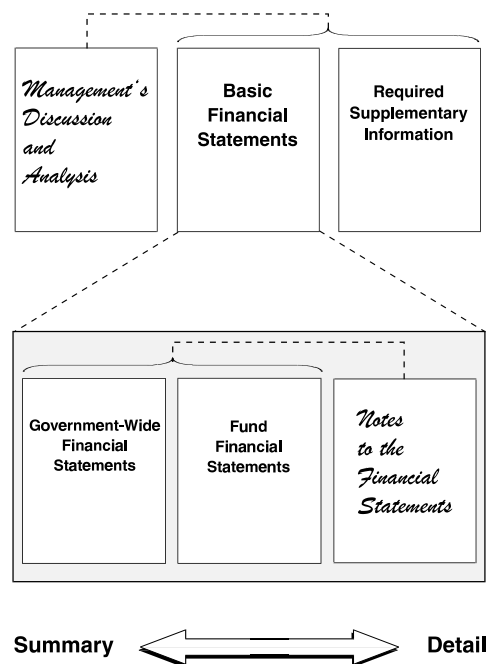 Management's
Discussion
and
Analysis
Basic
Financial
Statements
Required
Supplementary
Information
Government-Wide
Financial
Statements
Fund
Financial
Statements
Notes
to the
Financial
Statements
Summary
Detail